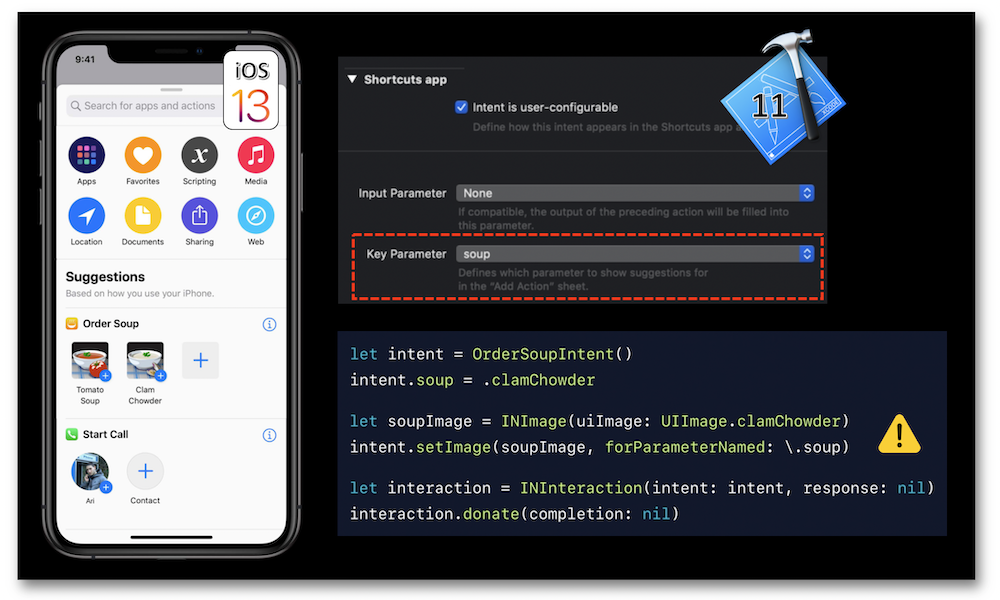 9:41
iOS
13
Search for apps and actions
Apps
Favorites
Scripting
Media
Location
Documents
Sharing
Web
Suggestions
Based on how you use your iPhone.
Order Soup
Tomato
Soup
Clam
Chowder
Start Call
Ari
Contact
Shortcuts app
Intent is user-configurable
Define how this intent appears in the Shortcuts app a
11
XCODE
Input Parameter
None
If compatible, the output of the preceding action will be filled into
this parameter.
Key Parameter
soup
Defines which parameter to show suggestions for
in the “Add Action” sheet.
let intent = OrderSoupIntent()
intent.soup = .clamChowder
let soupImage = INImage(uiImage: UIImage.clamChowder)
intent.setImage(soupImage, forParameterNamed: \.soup)
let interaction = INInteraction(intent: intent, response: nil)
interaction.donate(completion: nil)